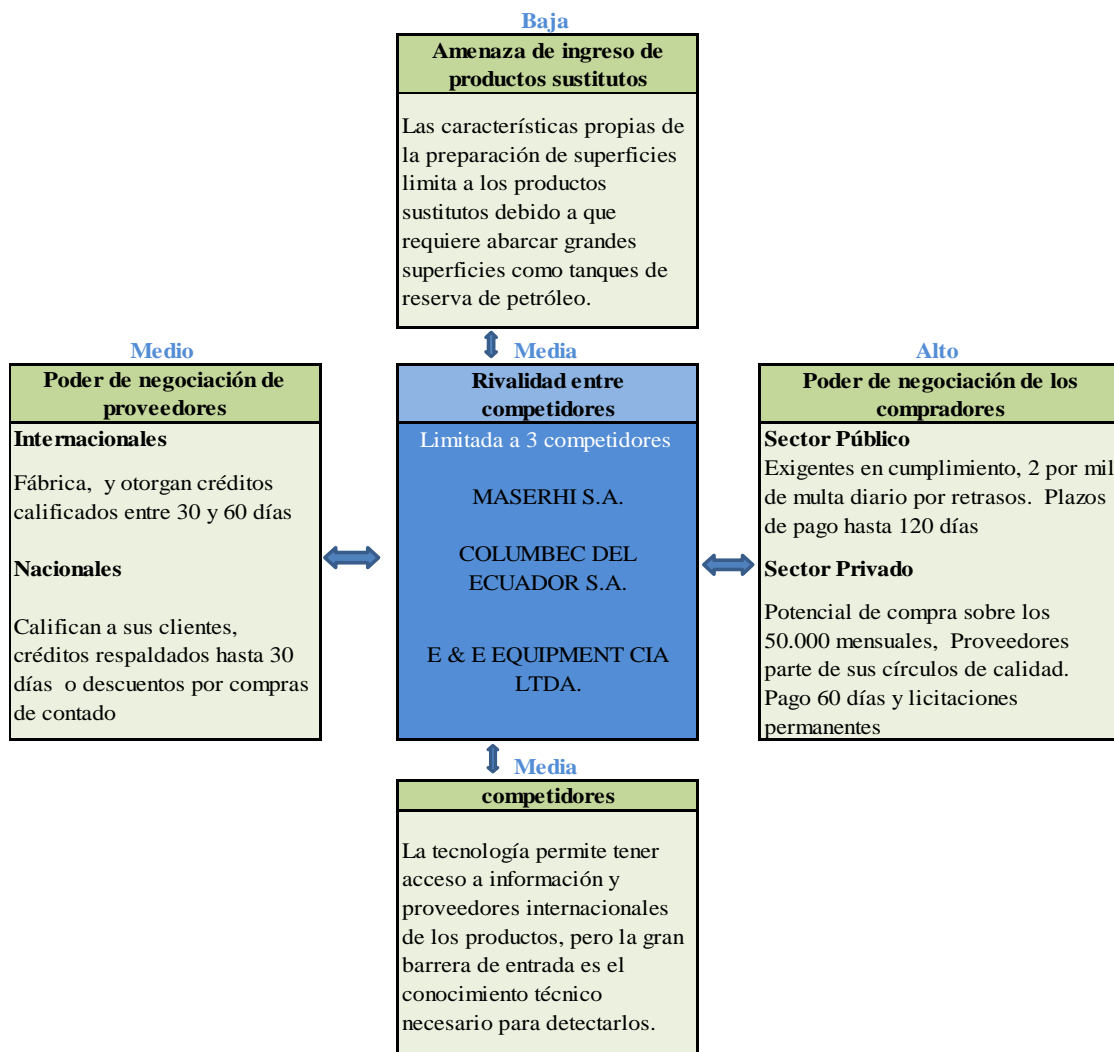 Baja
Amenaza de ingreso de
productos sustitutos
Las características propias de
la preparación de superficies
limita a los productos
sustitutos debido a que
requiere abarcar grandes
superficies como tanques de
reserva de petróleo.
Medio
Poder de negociación de
proveedores
Internacionales
Fábrica, y otorgan créditos
calificados entre 30 y 60 días
Nacionales
Califican a sus clientes,
créditos respaldados hasta 30
días o descuentos por compras
de contado
Media
Rivalidad entre
competidores
Limitada a 3 competidores
MASERHI S.A.
COLUMBEC DEL
ECUADOR S.A.
E & E EQUIPMENT CIA
LTDA.
Alto
Poder de negociación de los
compradores
Sector Público
Exigentes en cumplimiento, 2 por mil
de multa diario por retrasos. Plazos
de pago hasta 120 días
Sector Privado
Potencial de compra sobre los
50.000 mensuales, Proveedores
parte de sus círculos de calidad.
Pago 60 días y licitaciones
permanentes
Media
competidores
La tecnología permite tener
acceso a información y
proveedores internacionales
de los productos, pero la gran
barrera de entrada es el
conocimiento técnico
necesario para detectarlos.